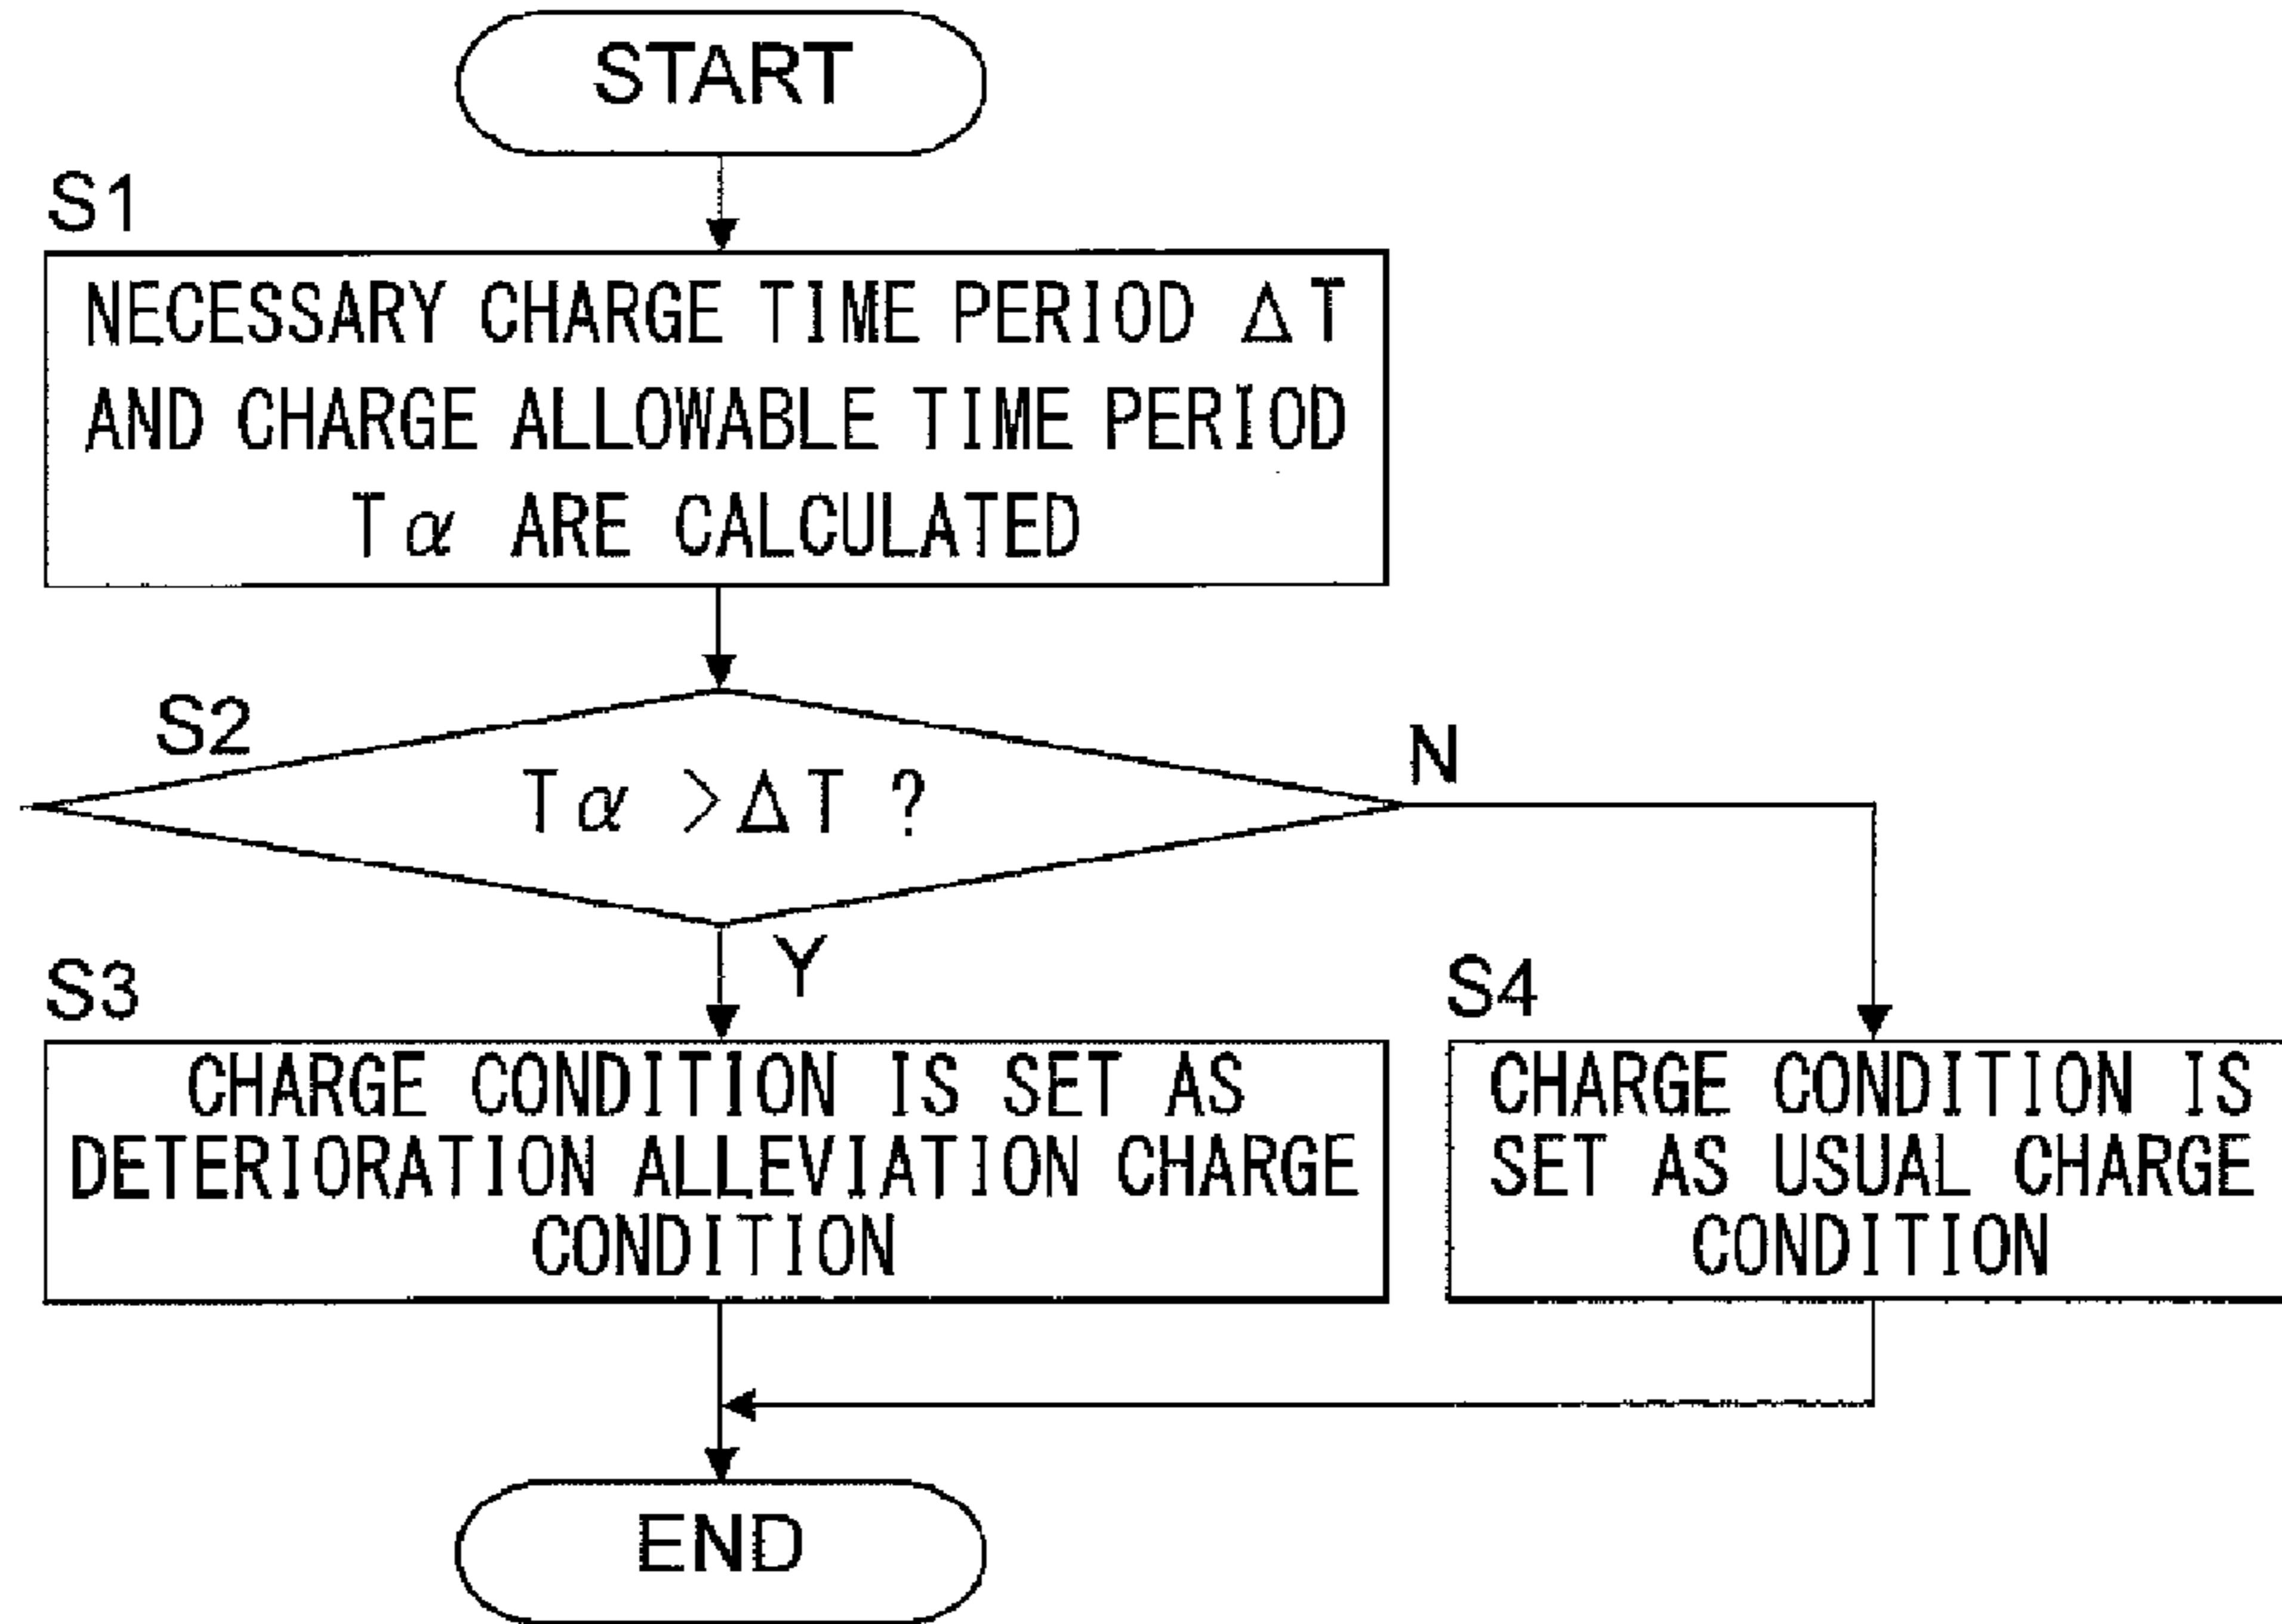 START
S1
NECESSARY CHARGE TIME PERIOD ΔT
AND CHARGE ALLOWABLE TIME PERIOD
Tα ARE CALCULATED
S2
Tα >ΔT ?
N
Y
S3
CHARGE CONDITION IS SET AS
DETERIORATION ALLEVIATION CHARGE
CONDITION
S4
CHARGE CONDITION IS
SET AS USUAL CHARGE
CONDITION
END